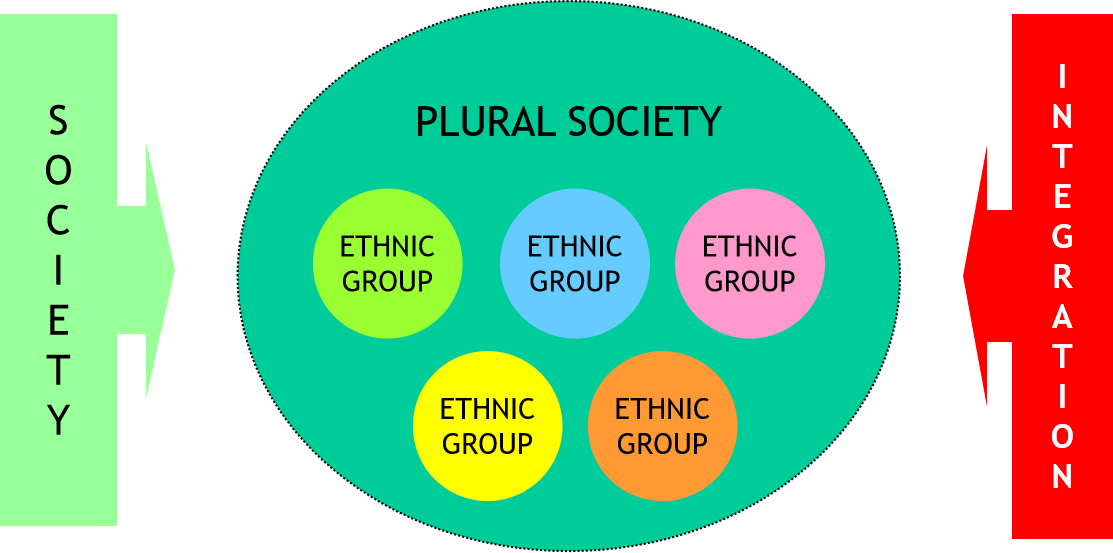 SOCIETY
PLURAL SOCIETY
ETHNIC
GROUP
ETHNIC
GROUP
ETHNIC
GROUP
ETHNIC
GROUP
ETHNIC
GROUP
INTEGRATION